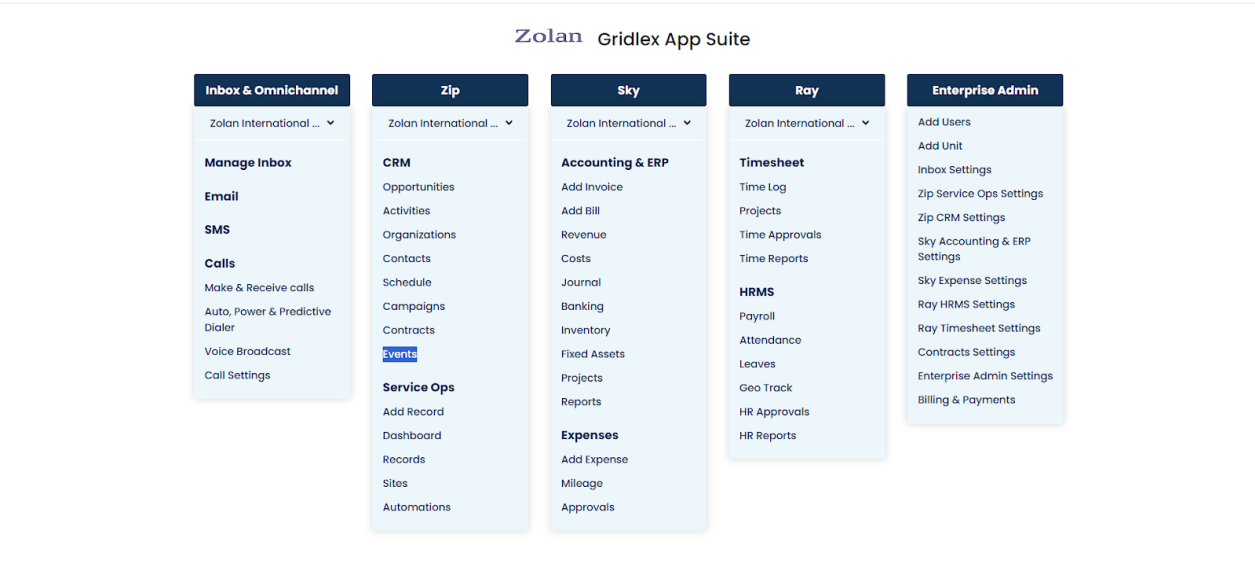 Zolan Gridlex App Suite
Inbox & Omnichannel
Zolan International ...
Manage Inbox
Email
SMS
Calls
Make & Receive calls
Auto, Power & Predictive
Dialer
Voice Broadcast
Call Settings
Zip
Zolan International ...
CRM
Opportunities
Activities
Organizations
Contacts
Schedule
Campaigns
Contracts
Events
Service Ops
Add Record
Dashboard
Records
Sites
Automations
Sky
Zolan International ...
Accounting & ERP
Add Invoice
Add Bill
Revenue
Costs
Journal
Banking
Inventory
Fixed Assets
Projects
Reports
Expenses
Add Expense
Mileage
Approvals
Ray
Zolan International ...
Timesheet
Time Log
Projects
Time Approvals
Time Reports
HRMS
Payroll
Attendance
Leaves
Geo Track
HR Approvals
HR Reports
Enterprise Admin
Add Users
Add Unit
Inbox Settings
Zip Service Ops Settings
Zip CRM Settings
Sky Accounting & ERP
Settings
Sky Expense Settings
Ray HRMS Settings
Ray Timesheet Settings
Contracts Settings
Enterprise Admin Settings
Billing & Payments